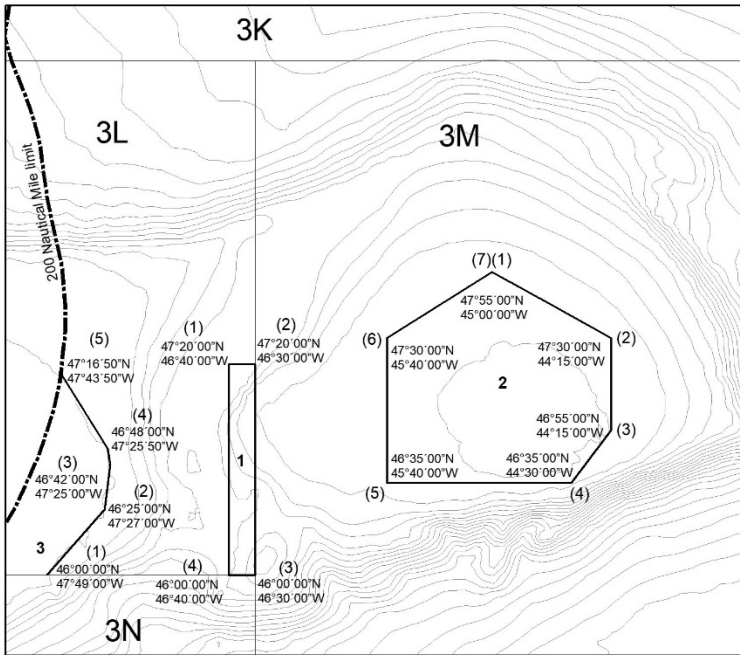 3K
3L
3M
200 Nautical Mile limit
(7)(1)
47°55´00"N
45°00´00"W
(5)
47°16´50"N
47°43´50"W
(1)
47°20´00"N
46°40´00"W
(2)
47°20´00"N
46°30´00"W
(6)
47°30´00"N
45°40´00"W
47°30´00"N
44°15´00"W
(2)
2
(4)
46°48´00"N
47°25´50"W
46°55´00"N
44°15´00"W
(3)
(3)
46°42´00"N
47°25´00"W
1
46°35´00"N
45°40´00"W
46°35´00"N
44°30´00"W
(5)
(4)
(2)
46°25´00"N
47°27´00"W
3
(1)
46°00´00"N
47°49´00"W
(4)
46°00´00"N
46°40´00"W
(3)
46°00´00"N
46°30´00"W
3N